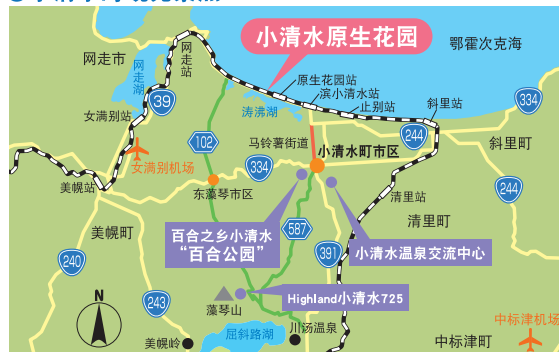 小清水原生花园
鄂霍次克海
网走市
网走站
网走湖
39
原生花园站
滨小清水站
止别站
斜里站
334
涛沸湖
女满别站
102
马铃薯街道
244
斜里町
女满别机场
334
小清水町市区
美幌站
东藻琴市区
清里站
244
清里町
美幌町
百合之乡小清水
“百合公园”
587
391
小清水温泉交流中心
240
243
Highland小清水725
N
藻琴山
中标津机场
屈斜路湖
川汤温泉
美幌岭
中标津町